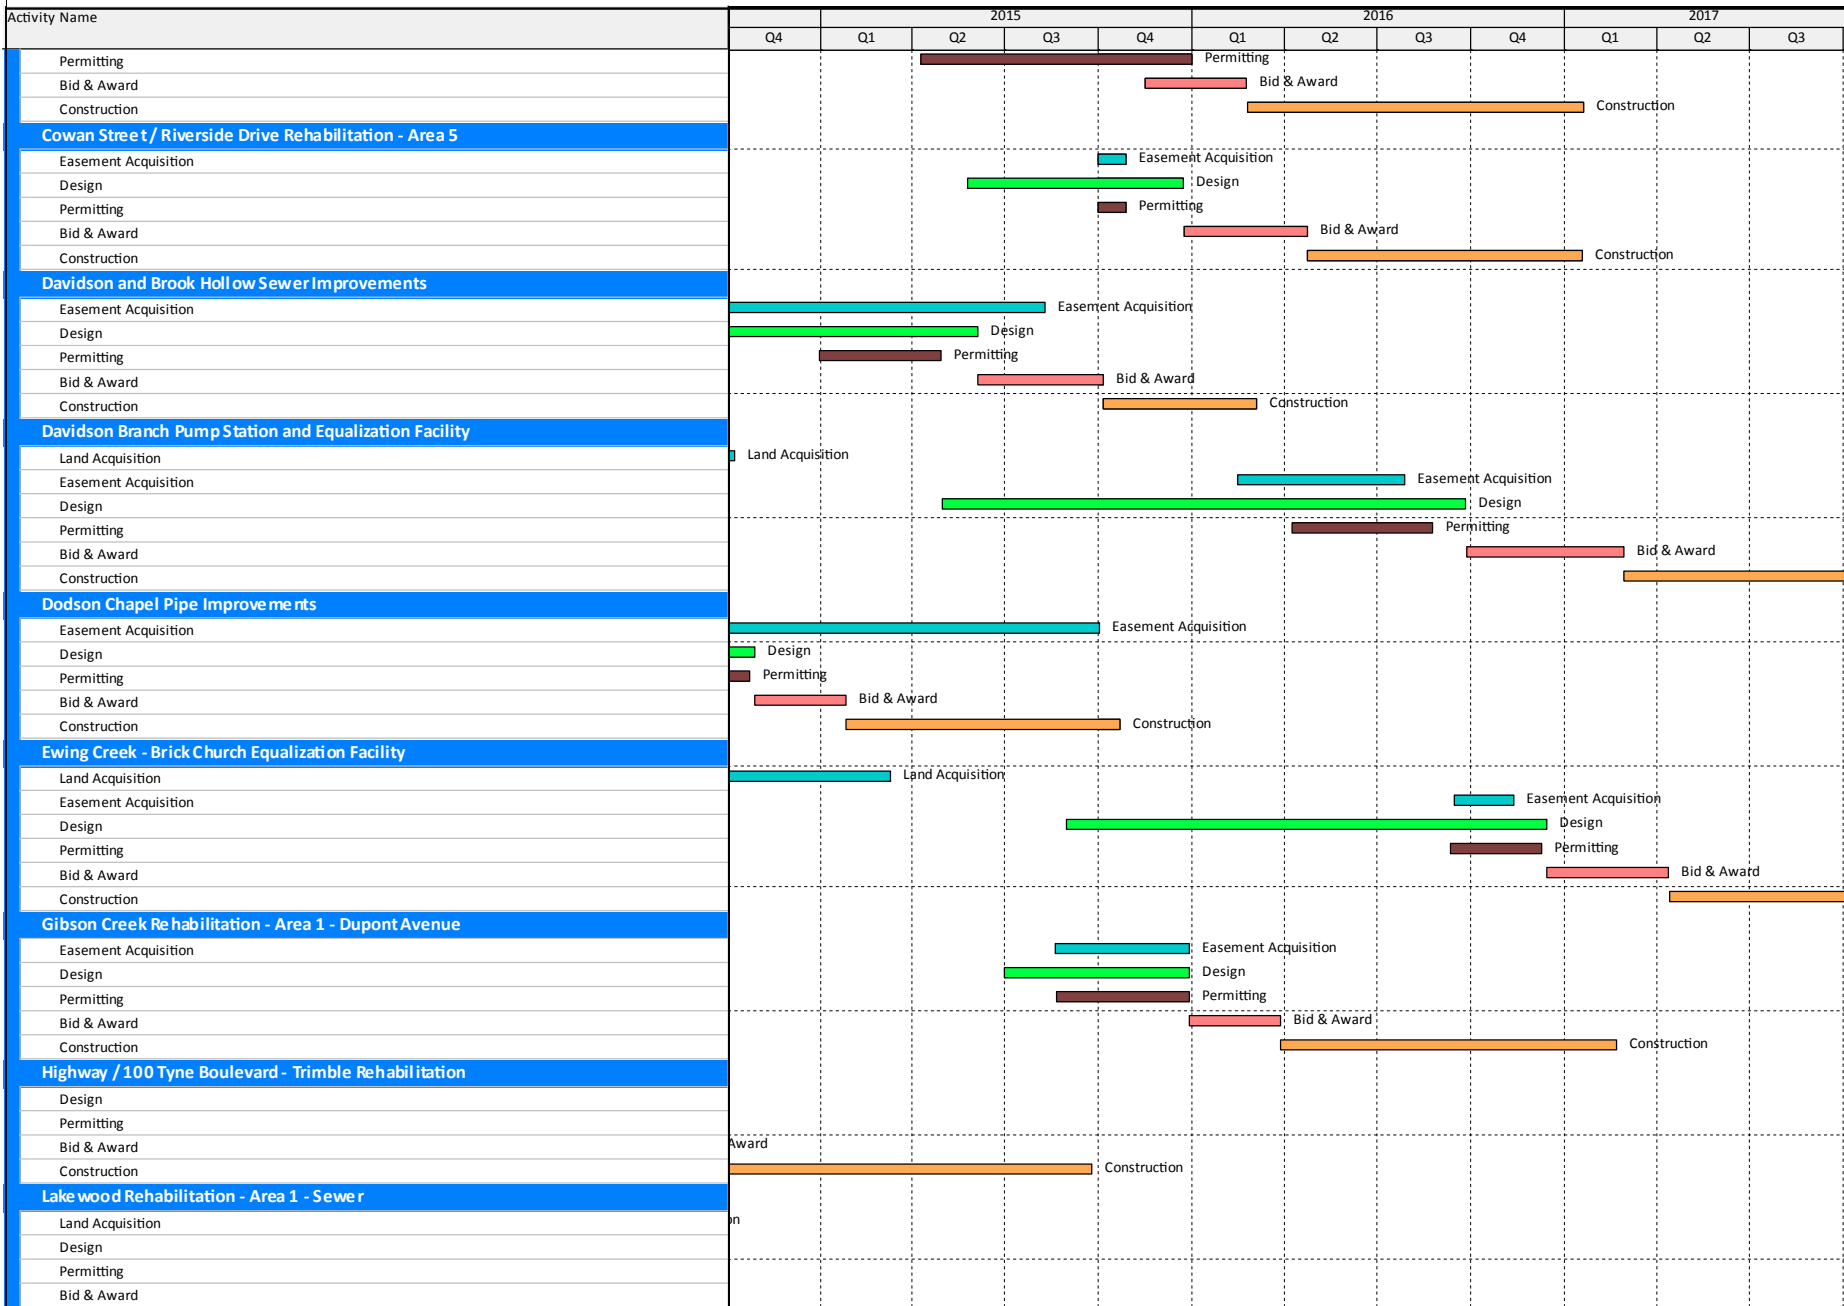 Activity Name
2015 2016 2017
Q4 Q1 Q2 Q3 Q4 Q1 Q2 Q3 Q4 Q1 Q2 Q3
Permitting Permitting
Bid & Award Bid & Award
Construction Construction
Cowan Street / Riverside Drive Rehabilitation - Area 5
Easement Acquisition Easement Acquisition
Design Design
Permitting Permitting
Bid & Award Bid & Award
Construction Construction
Davidson and Brook Hollow Sewer Improvements
Easement Acquisition Easement Acquisition
Design Design
Permitting Permitting
Bid & Award Bid & Award
Construction Construction
Davidson Branch Pump Station and Equalization Facility
Land Acquisition Land Acquisition
Easement Acquisition Easement Acquisition
Design Design
Permitting Permitting
Bid & Award Bid & Award
Construction
Dodson Chapel Pipe Improvements
Easement Acquisition Easement Acquisition
Design Design
Permitting Permitting
Bid & Award Bid & Award
Construction Construction
Ewing Creek - Brick Church Equalization Facility
Land Acquisition Land Acquisition
Easement Acquisition Easement Acquisition
Design Design
Permitting Permitting
Bid & Award Bid & Award
Construction
Gibson Creek Rehabilitation - Area 1 - Dupont Avenue
Easement Acquisition Easement Acquisition
Design Design
Permitting Permitting
Bid & Award Bid & Award
Construction Construction
Highway / 100 Tyne Boulevard - Trimble Rehabilitation
Design
Permitting
Bid & Award Award
Construction Construction
Lakewood Rehabilitation - Area 1 - Sewer
Land Acquisition on
Design
Permitting
Bid & Award